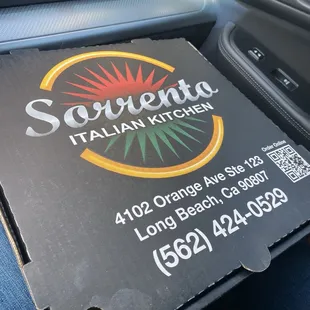 Sorrento
ITALIAN KITCHEN
Order Online
4102 Orange Ave Ste 123
Long Beach, Ca 90807
(562) 424-0529